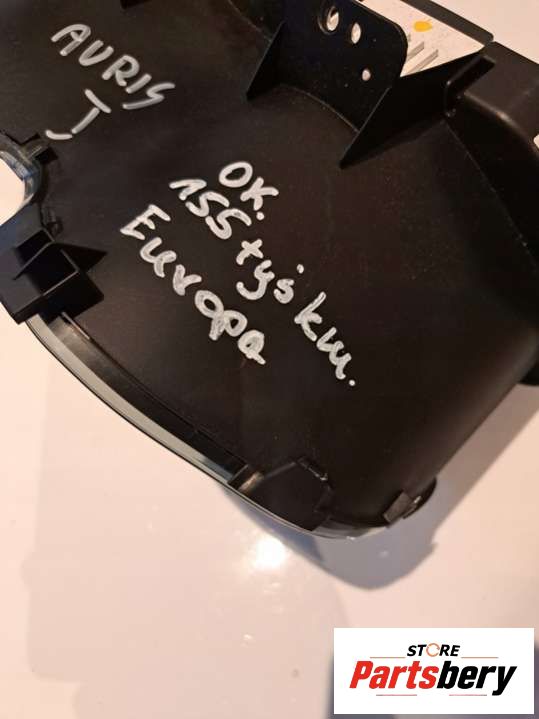 AURIS
J
OK.
155 tyś km.
Europa
STORE
Partsbery